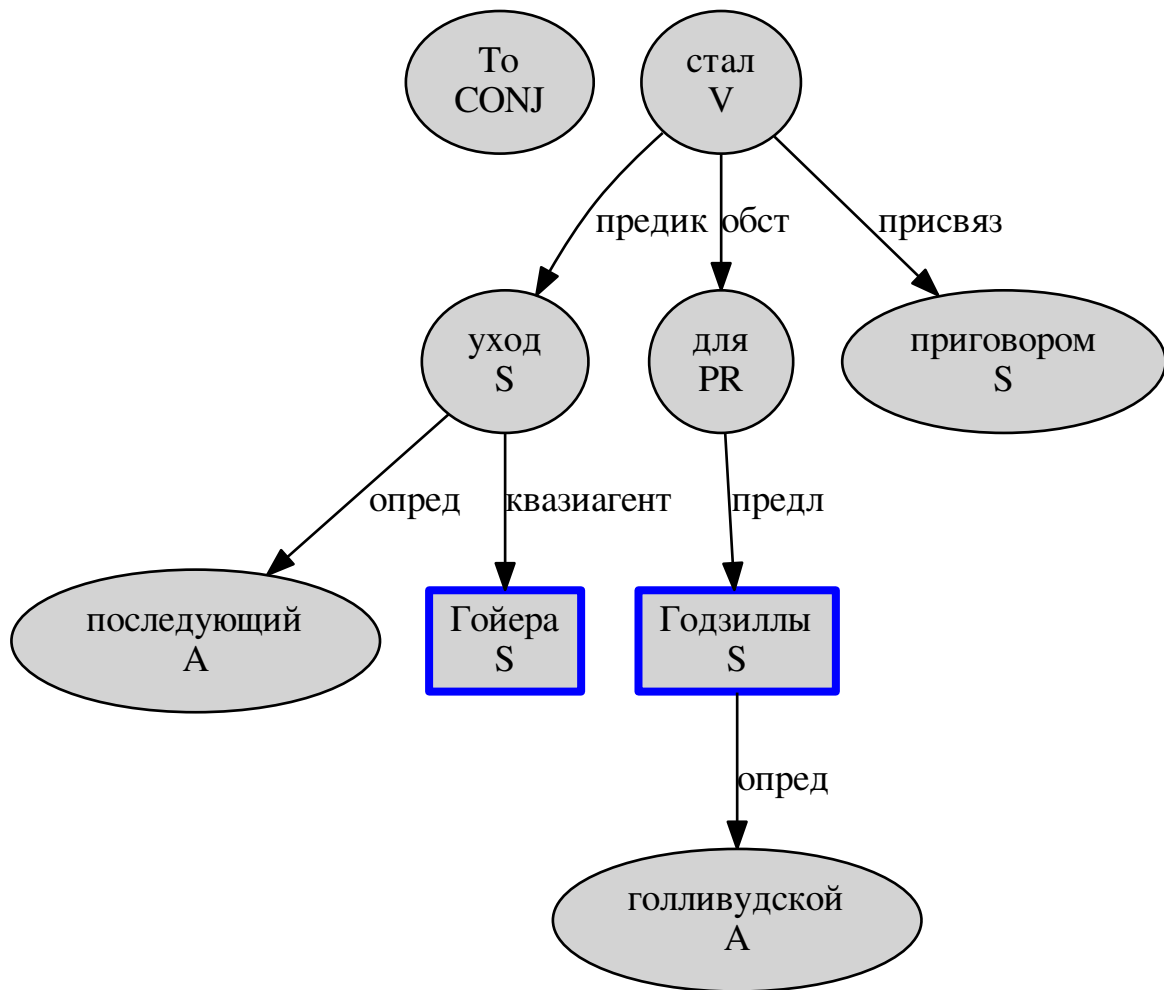 То
CONJ
стал
V
предик
обст
присвяз
уход
S
для
PR
приговором
S
опред
квазиагент
предл
последующий
A
Гойера
S
Годзиллы
S
опред
голливудской
A